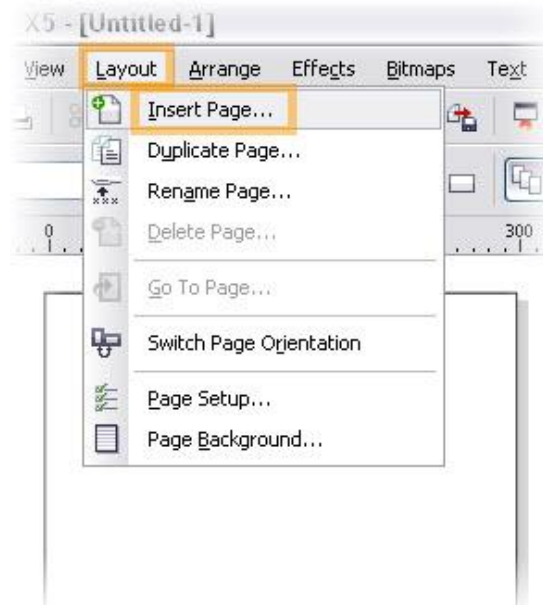 X5 - [Untitled-1]
View Layout Arrange Effects Bitmaps Text
Insert Page...
Duplicate Page...
Rename Page...
Delete Page...
0 300
Go To Page...
Switch Page Orientation
Page Setup...
Page Background...